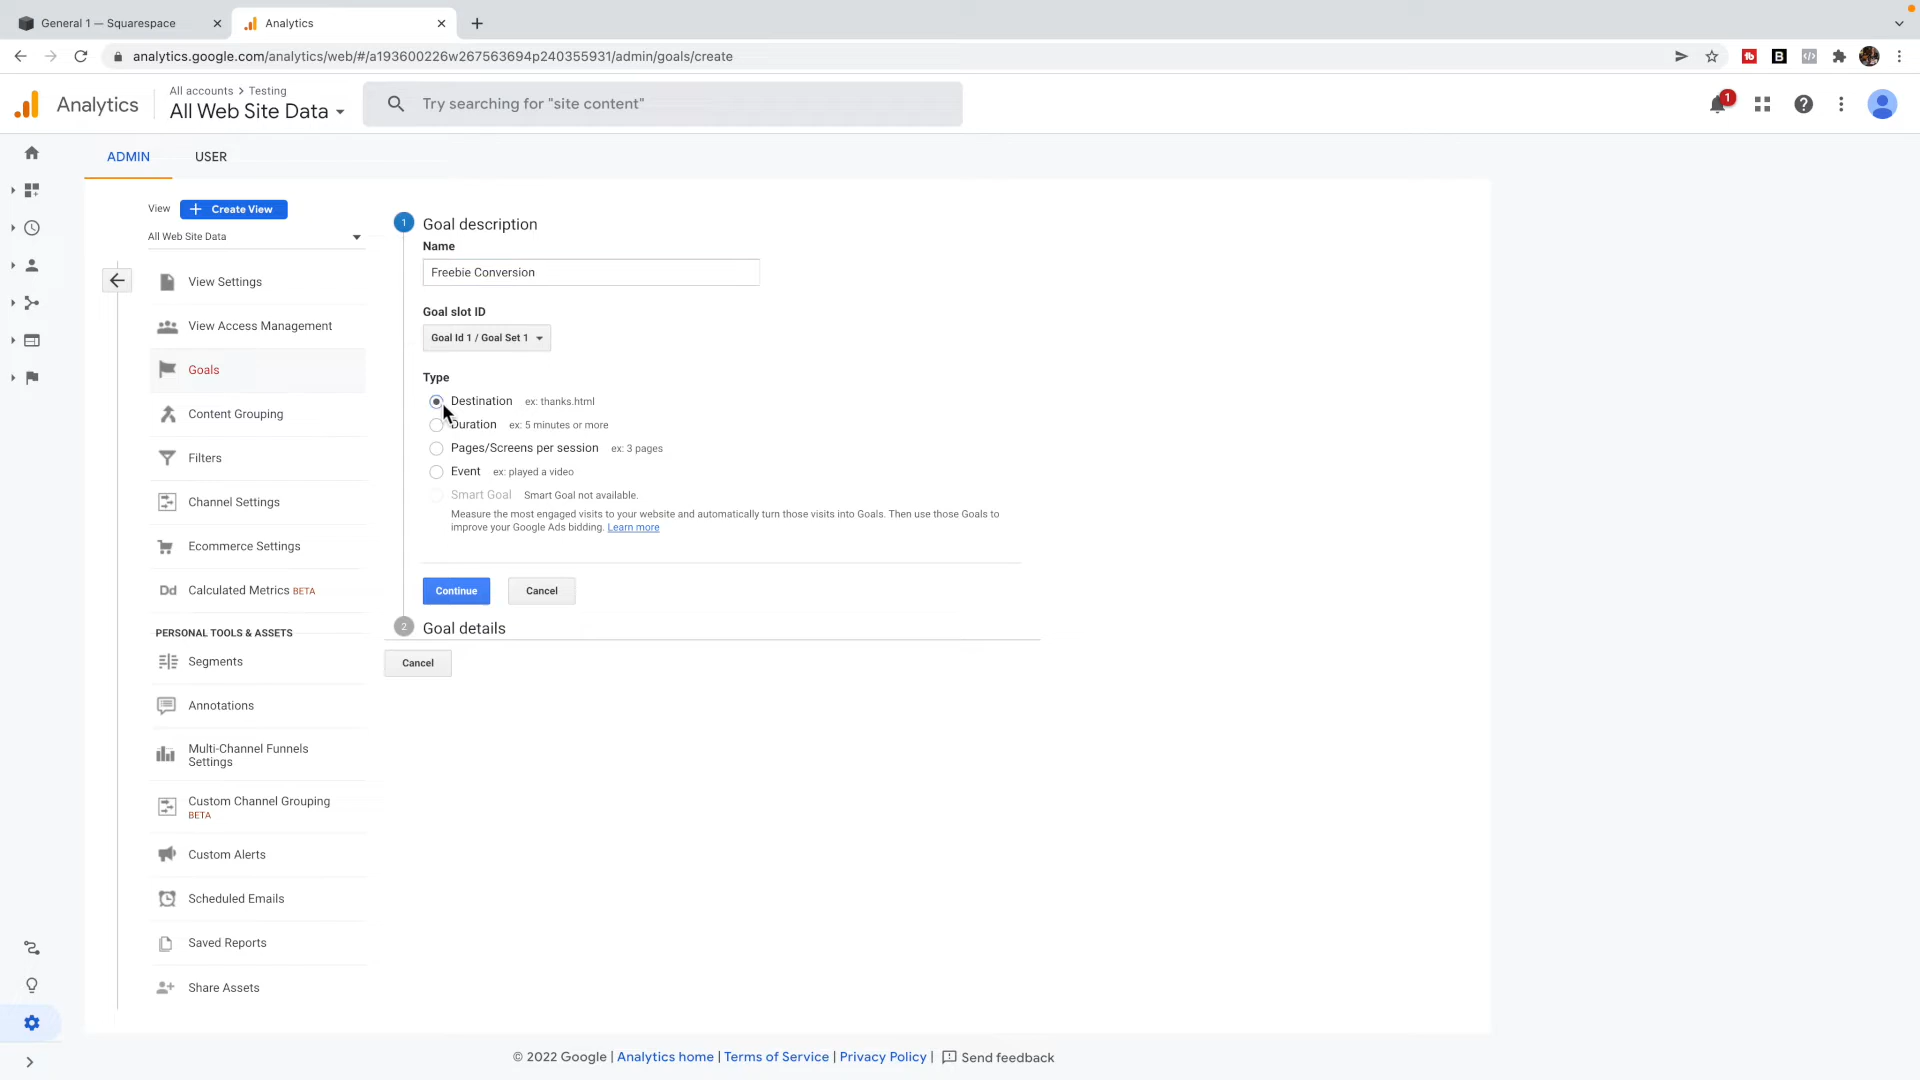 General 1 — Squarespace
Analytics
analytics.google.com/analytics/web/#/a193600226w267563694p240355931/admin/goals/create
Analytics
All accounts > Testing
All Web Site Data
Try searching for "site content"
1
ADMIN
USER
View
Create View
All Web Site Data
View Settings
View Access Management
Goals
Content Grouping
Filters
Channel Settings
Ecommerce Settings
Dd Calculated Metrics BETA
PERSONAL TOOLS & ASSETS
Segments
Annotations
Multi-Channel Funnels
Settings
Custom Channel Grouping
BETA
Custom Alerts
Scheduled Emails
Saved Reports
Share Assets
1 Goal description
Name
Freebie Conversion
Goal slot ID
Goal Id 1 / Goal Set 1
Type
Destination ex: thanks.html
Duration ex: 5 minutes or more
Pages/Screens per session ex: 3 pages
Event ex: played a video
Smart Goal Smart Goal not available.
Measure the most engaged visits to your website and automatically turn those visits into Goals. Then use those Goals to
improve your Google Ads bidding. Learn more
Continue
Cancel
2 Goal details
Cancel
© 2022 Google | Analytics home | Terms of Service | Privacy Policy | Send feedback